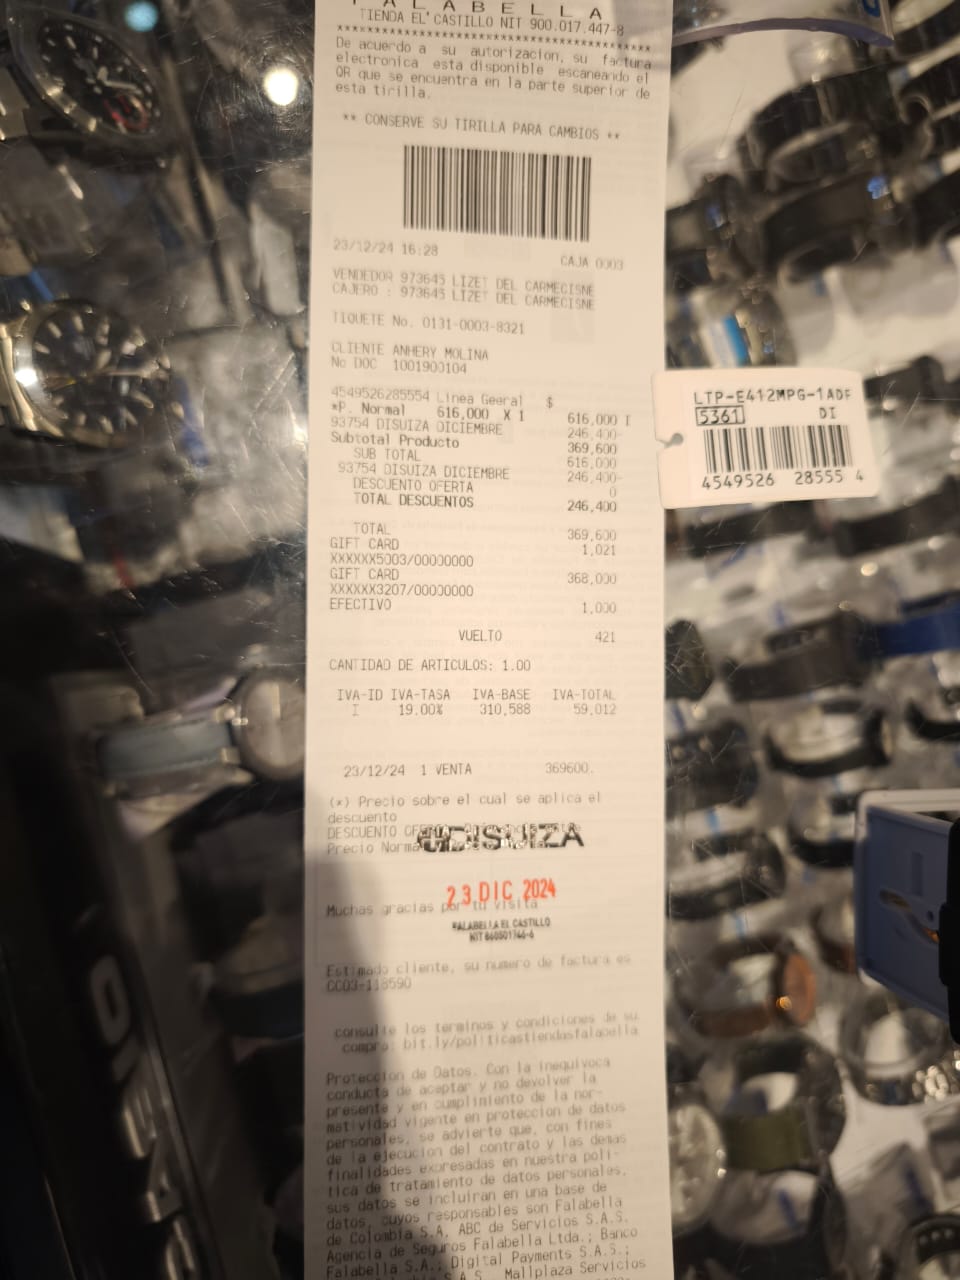 FALABELLA
TIENDA EL CASTILLO NIT 900.017.447-8
****************************************
De acuerdo a su autorizacion, su factura
electronica esta disponible escaneando el
QR que se encuentra en la parte superior de
esta tirilla.
** CONSERVE SU TIRILLA PARA CAMBIOS **
23/12/24 16:28 CAJA 0003
VENDEDOR 973645 LIZET DEL CARMECISNE
CAJERO : 973645 LIZET DEL CARMECISNE
TIQUETE No. 0131-0003-8321
CLIENTE ANHERY MOLINA
No DOC 1001900104
4549526285554 Linea Geeral $
*P. Normal 616,000 X 1 616,000 I
93754 DISUIZA DICIEMBRE 246,400-
Subtotal Producto 369,600
SUB TOTAL 616,000
93754 DISUIZA DICIEMBRE 246,400-
DESCUENTO OFERTA 0
TOTAL DESCUENTOS 246,400
TOTAL 369,600
GIFT CARD 1,021
XXXXXX5003/00000000
GIFT CARD 368,000
XXXXXX3207/00000000
EFECTIVO 1,000
VUELTO 421
CANTIDAD DE ARTICULOS: 1.00
IVA-ID IVA-TASA IVA-BASE IVA-TOTAL
I 19.00% 310,588 59,012
23/12/24 1 VENTA 369600.
(*) Precio sobre el cual se aplica el
descuento
DESCUENTO
Precio
DISUIZA
23 DIC 2024
Muchas gracias por tu visita
FALABELLA EL CASTILLO
NIT
Estimado cliente, su numero de factura es
CC03-118590
consulte los terminos y condiciones de su
compra: bit.ly/politicastiendasfalabella
Proteccion de Datos. Con la inequivoca
conducta de aceptar y no devolver la
presente y en cumplimiento de la nor-
matividad vigente en proteccion de datos
personales, se advierte que, con fines
de la ejecucion del contrato y las demas
finalidades expresadas en nuestra poli-
tica de tratamiento de datos personales,
sus datos se incluiran en una base de
datos, cuyos responsables son Falabella
de Colombia S.A, ABC de Servicios S.A.S,
Agencia de Seguros Falabella Ltda.; Banco
Falabella S.A.; Digital Payments S.A.S.;
S.A.S. Mallplaza Servicios
LTP-E412MPG-1ADF
5361 DI
4549526 28555 4